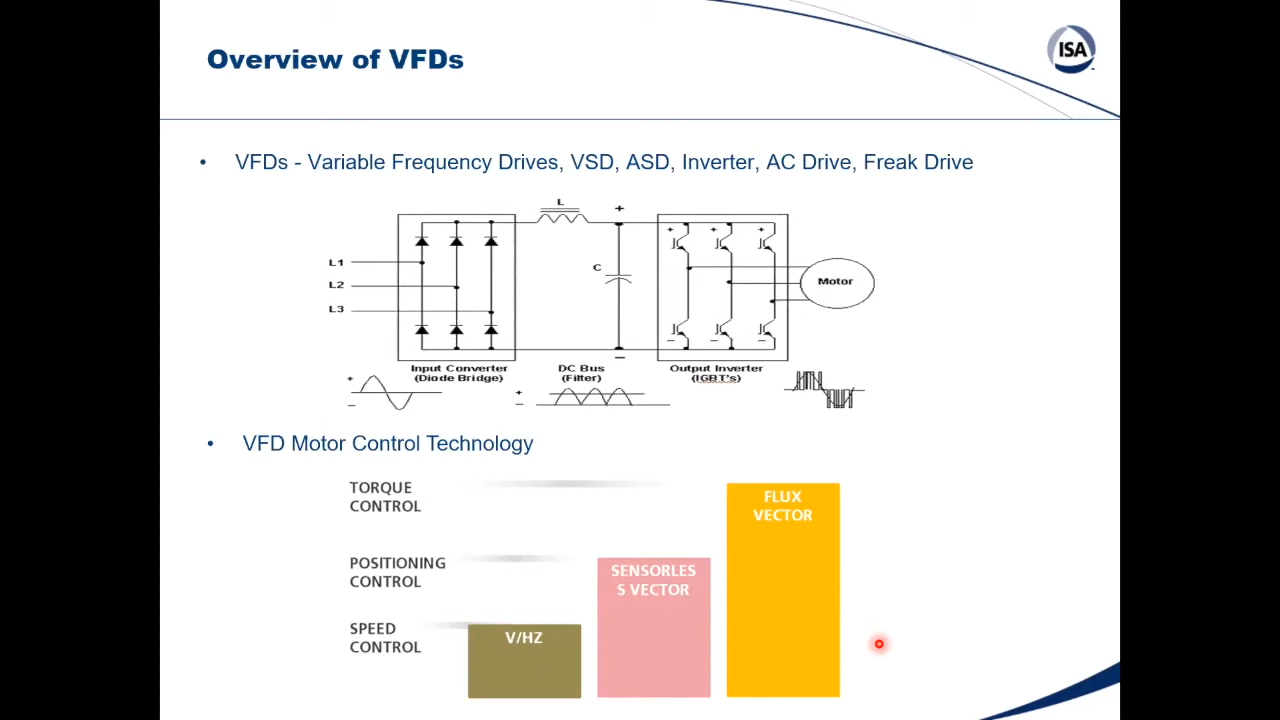 Overview of VFDs
ISA
• VFDs - Variable Frequency Drives, VSD, ASD, Inverter, AC Drive, Freak Drive
L
+
+ + +
C
L1
L2
L3
Motor
− − −
−
Input Converter
(Diode Bridge)
DC Bus
(Filter)
Output Inverter
(IGBT's)
+
−
+
−
• VFD Motor Control Technology
TORQUE
CONTROL
POSITIONING
CONTROL
SPEED
CONTROL
V/HZ
SENSORLES
S VECTOR
FLUX
VECTOR